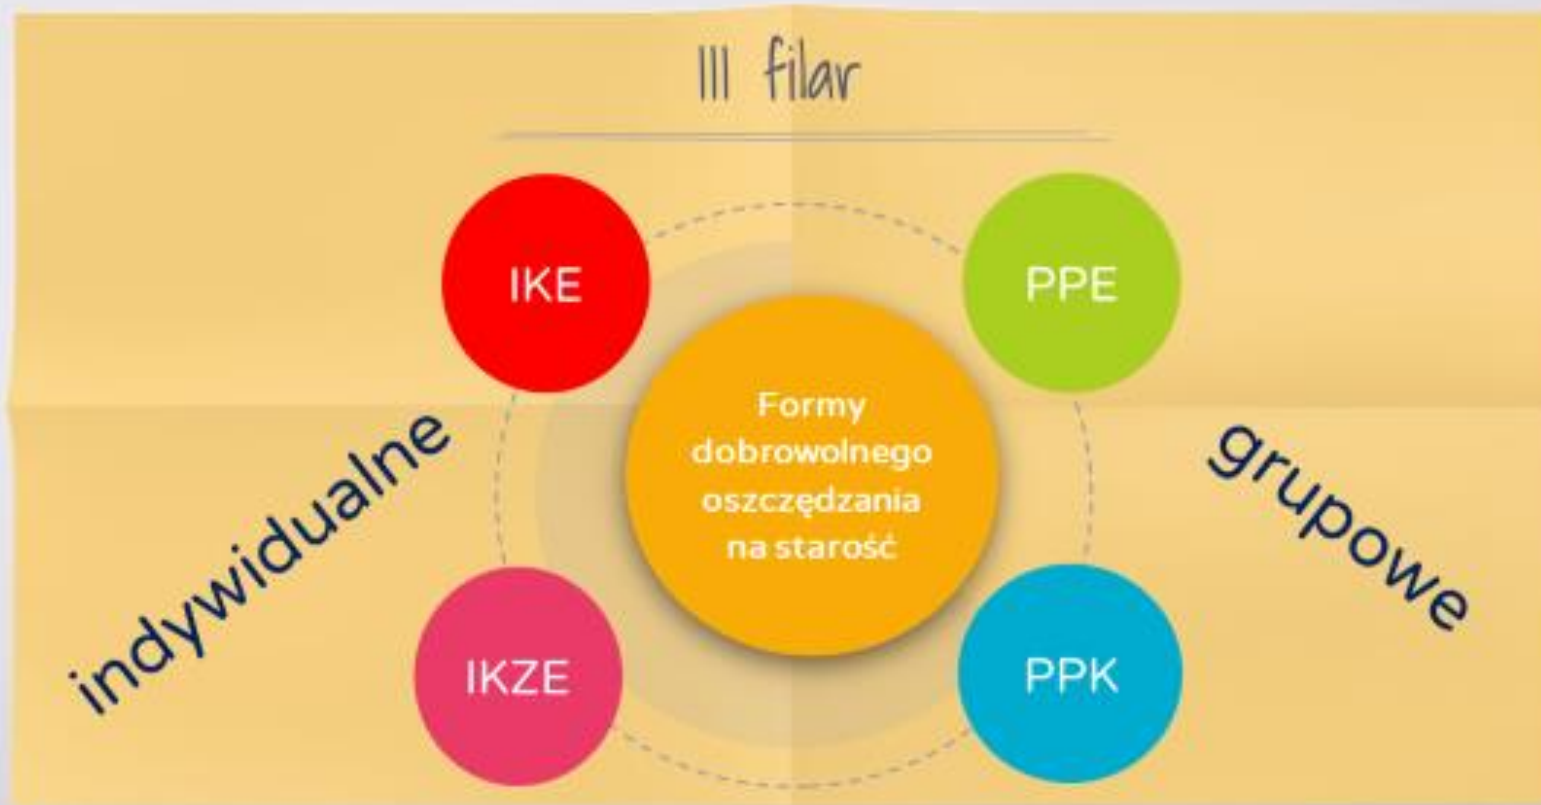 III filar
IKE
PPE
Formy
dobrowolnego
oszczędzania
na starość
indywidualne
grupowe
IKZE
PPK